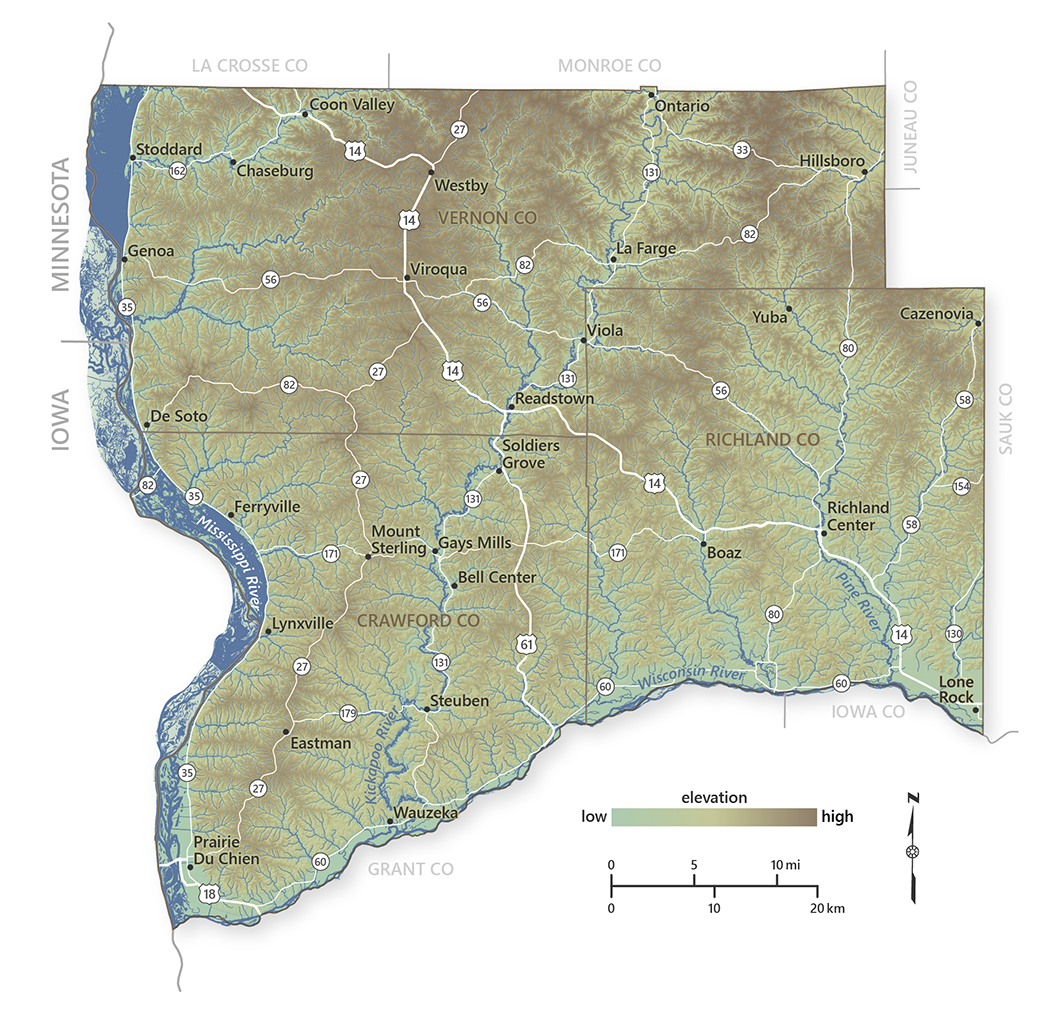 LA CROSSE CO
MONROE CO
JUNEAU CO
MINNESOTA
IOWA
SAUK CO
Coon Valley
Ontario
27
14
33
Stoddard
162
Chaseburg
Hillsboro
131
Westby
14
VERNON CO
82
Genoa
La Farge
82
Viroqua
56
56
35
Cazenovia
Yuba
Viola
80
14
27
131
82
56
58
Readstown
De Soto
RICHLAND CO
Soldiers
Grove
27
14
82
35
131
154
Ferryville
Richland
Center
58
Mississippi River
Mount
Sterling
Gays Mills
171
171
Boaz
Bell Center
Pine River
Lynxville
CRAWFORD CO
80
14
130
61
27
131
Wisconsin River
60
60
Lone
Rock
Steuben
179
IOWA CO
Eastman
Kickapoo River
35
27
Wauzeka
Prairie
Du Chien
60
GRANT CO
18
elevation
low
high
N
0
5
10 mi
0
10
20 km